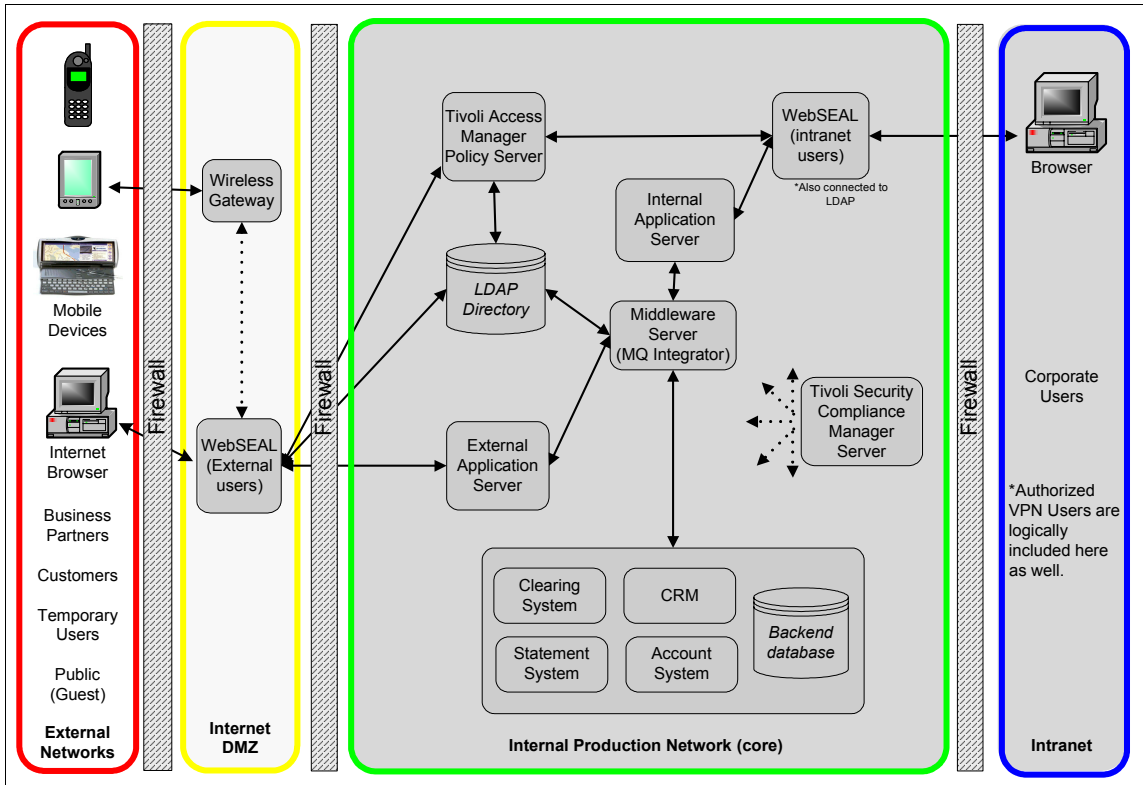 Mobile
Devices
Internet
Browser
Business
Partners
Customers
Temporary
Users
Public
(Guest)
External
Networks
Firewall
Wireless
Gateway
WebSEAL
(External
users)
Internet
DMZ
Firewall
Tivoli Access
Manager
Policy Server
WebSEAL
(intranet
users)
*Also connected to
LDAP
Internal
Application
Server
LDAP
Directory
Middleware
Server
(MQ Integrator)
Tivoli Security
Compliance
Manager
Server
External
Application
Server
Clearing
System
CRM
Statement
System
Account
System
Backend
database
Internal Production Network (core)
Firewall
Browser
Corporate
Users
*Authorized
VPN Users are
logically
included here
as well.
Intranet